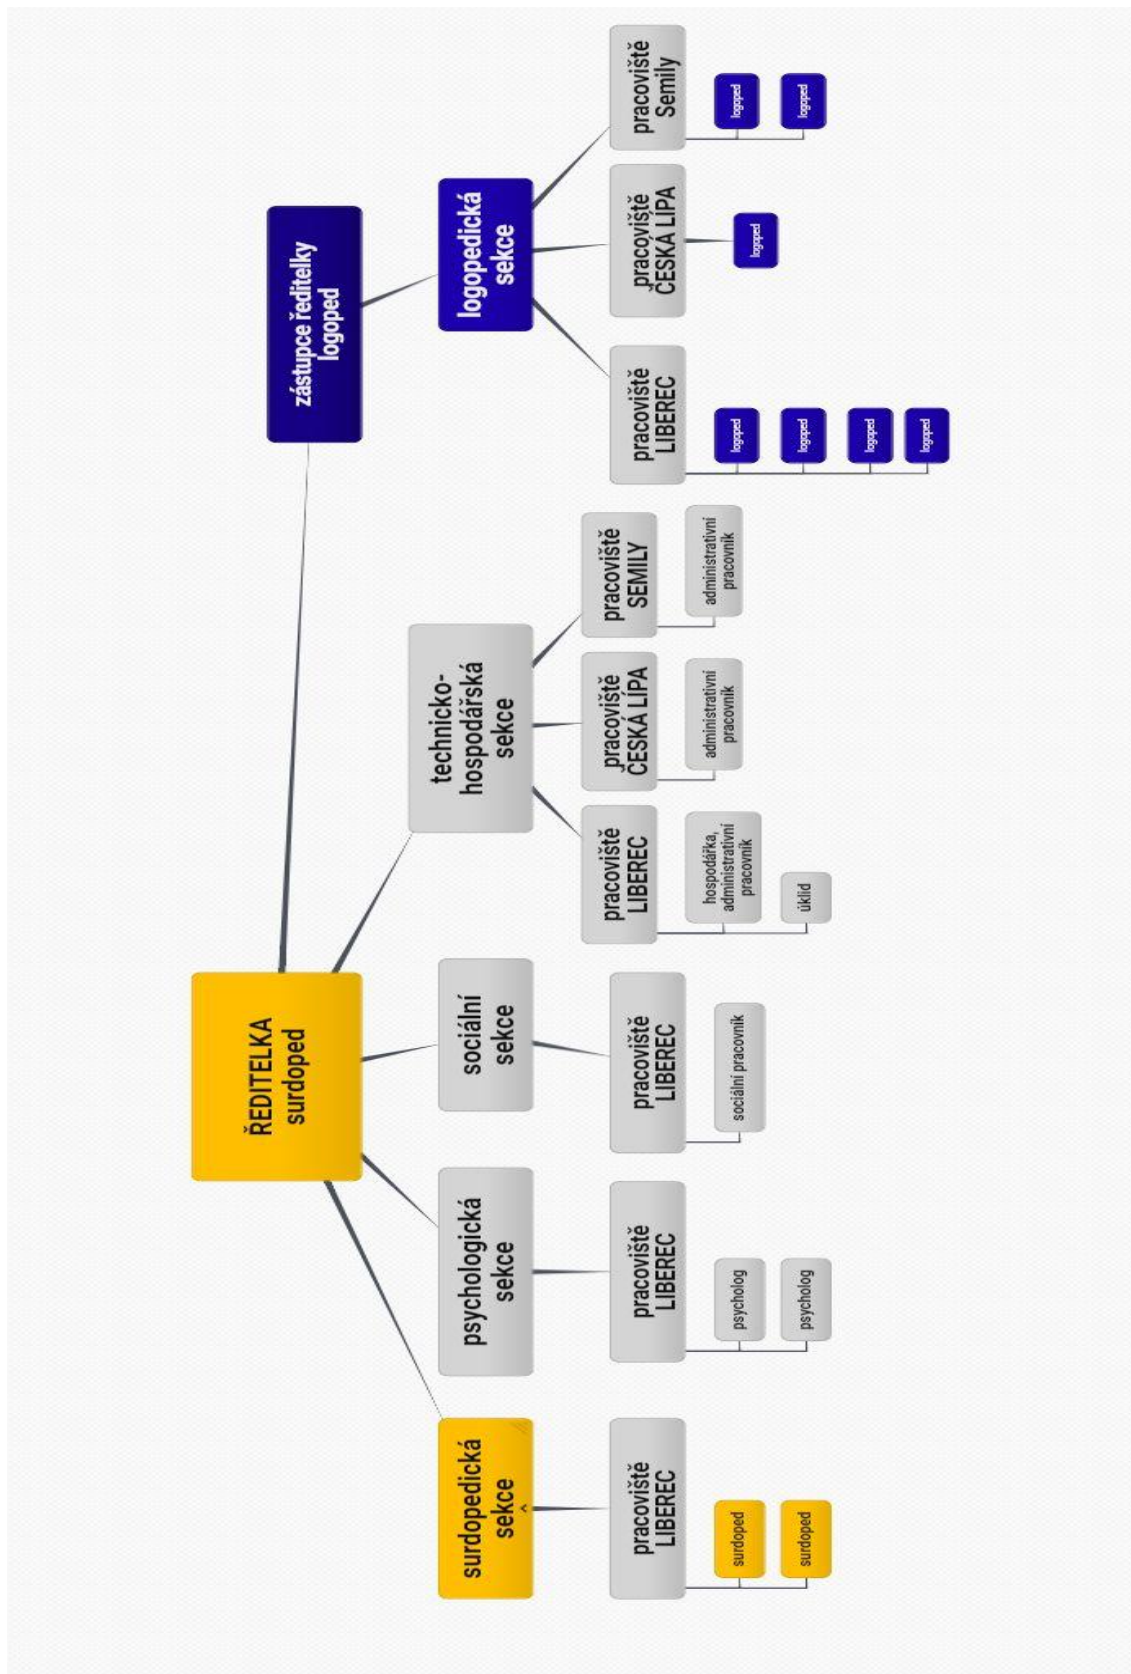 ŘEDITELKA
surdoped
zástupce ředitelky
logoped
surdopedická
sekce
psychologická
sekce
sociální
sekce
technicko-
hospodářská
sekce
logopedická
sekce
pracoviště
LIBEREC
surdoped
surdoped
pracoviště
LIBEREC
psycholog
psycholog
pracoviště
LIBEREC
sociální pracovník
pracoviště
LIBEREC
hospodářka,
administrativní
pracovník
úklid
pracoviště
ČESKÁ LÍPA
administrativní
pracovník
pracoviště
SEMILY
administrativní
pracovník
pracoviště
LIBEREC
logoped
logoped
logoped
logoped
pracoviště
ČESKÁ LÍPA
logoped
pracoviště
Semily
logoped
logoped